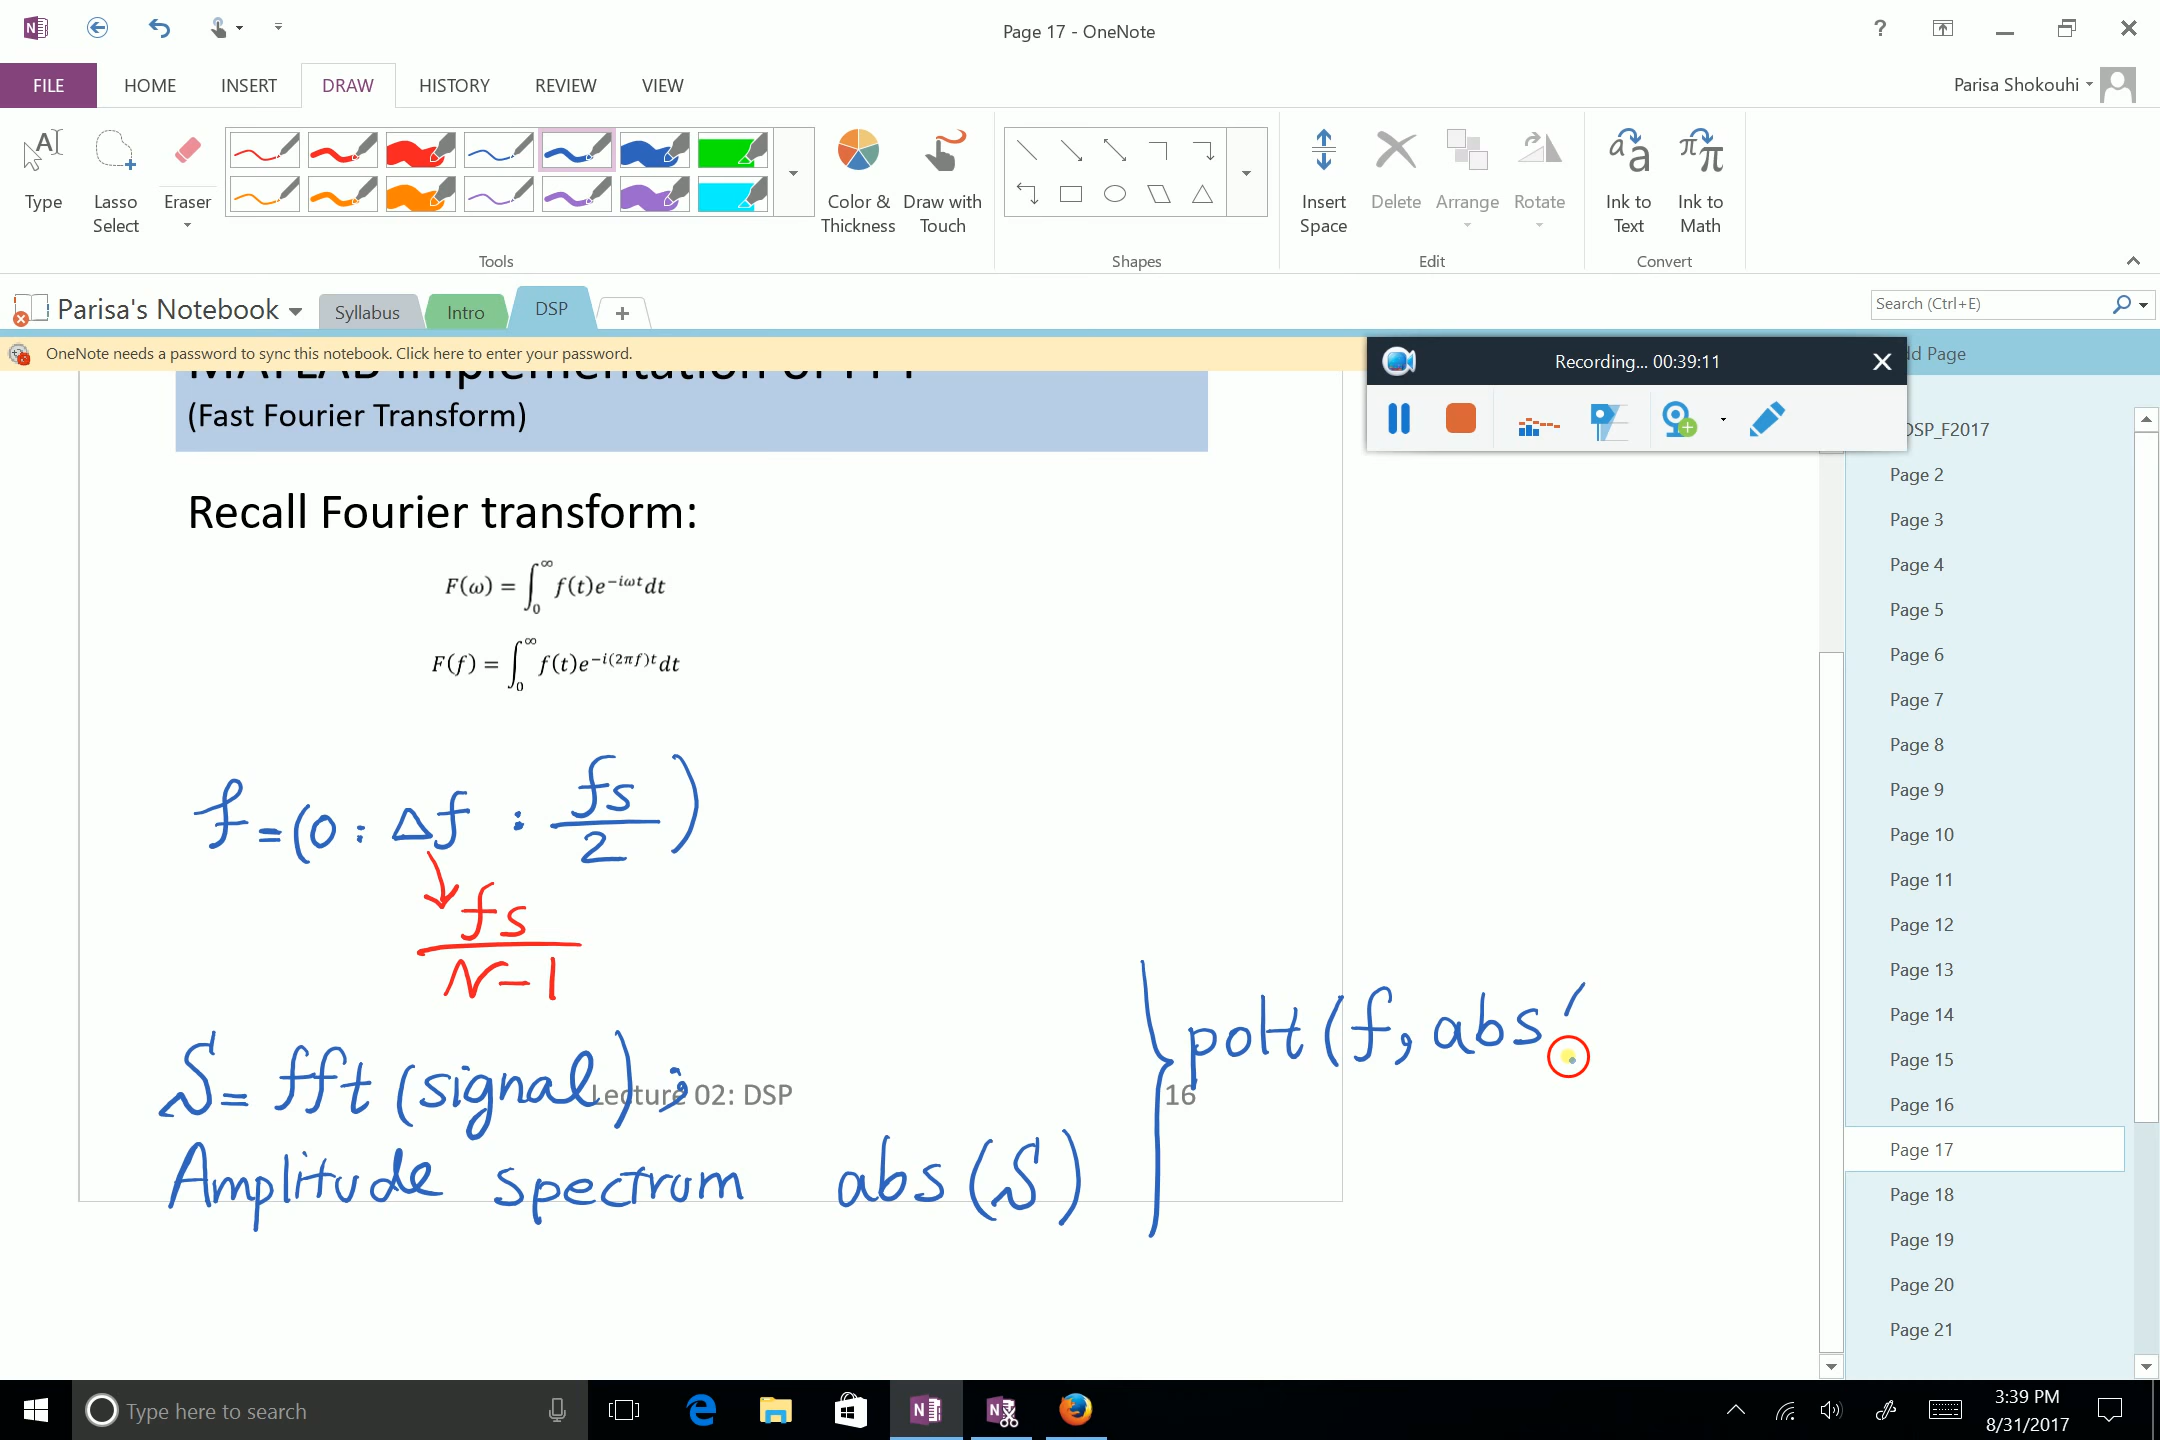 Page 17 - OneNote
?
FILE
HOME
INSERT
DRAW
HISTORY
REVIEW
VIEW
Parisa Shokouhi
Type
Lasso Select
Eraser
Color & Thickness
Draw with Touch
Insert Space
Delete
Arrange
Rotate
Ink to Text
Ink to Math
Tools
Shapes
Edit
Convert
Parisa's Notebook
Syllabus
Intro
DSP
+
Search (Ctrl+E)
OneNote needs a password to sync this notebook. Click here to enter your password.
Recording... 00:39:11
d Page
MATLAB Implementation of FFT
(Fast Fourier Transform)
Recall Fourier transform:
F(ω) = ∫₀^∞ f(t)e^{−iωt}dt
F(f) = ∫₀^∞ f(t)e^{−i(2πf)t}dt
f = (0 : Δf : fs/2)
fs/N-1
S = fft (signal) ;
Lecture 02: DSP
16
Amplitude spectrum abs (S)
polt (f, abs (
DSP_F2017
Page 2
Page 3
Page 4
Page 5
Page 6
Page 7
Page 8
Page 9
Page 10
Page 11
Page 12
Page 13
Page 14
Page 15
Page 16
Page 17
Page 18
Page 19
Page 20
Page 21
Type here to search
3:39 PM
8/31/2017